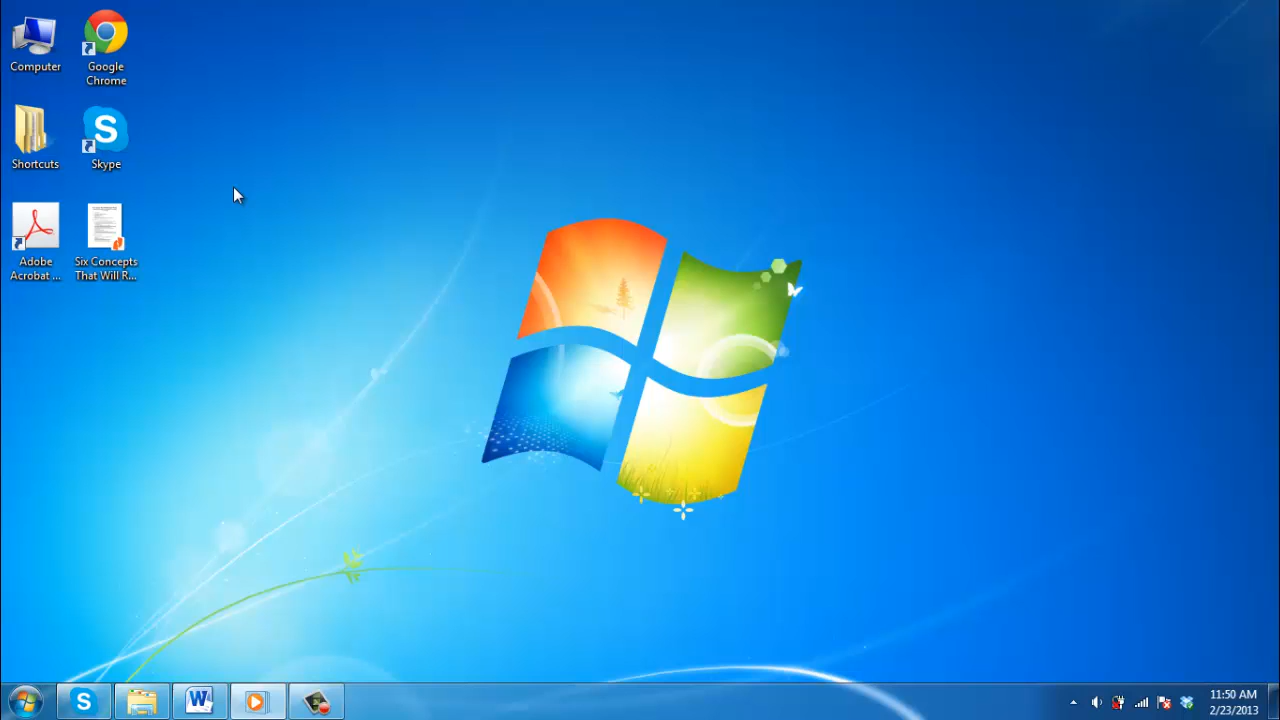 Computer
Google
Chrome
Shortcuts
Skype
Adobe
Acrobat ...
Six Concepts
That Will R...
11:50 AM
2/23/2013